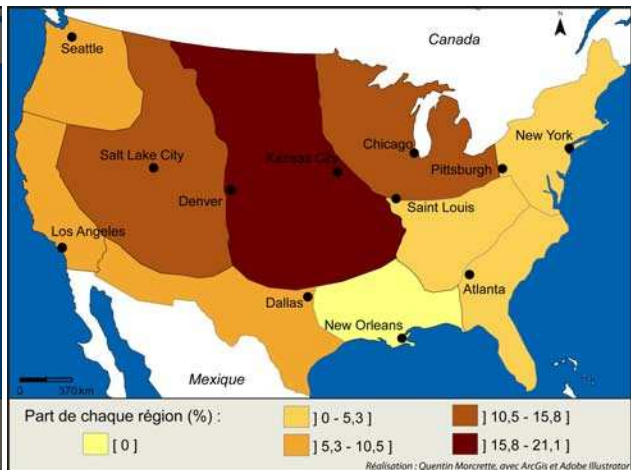 Seattle
Canada
N
Salt Lake City
Kansas City
Chicago
New York
Pittsburgh
Denver
Saint Louis
Los Angeles
Atlanta
Dallas
New Orleans
Mexique
0 370 km
Part de chaque région (%) :
[ 0 ]
] 0 - 5,3 ]
] 5,3 - 10,5 ]
] 10,5 - 15,8 ]
] 15,8 - 21,1 ]
Réalisation : Quentin Morcrette, avec ArcGis et Adobe Illustrator